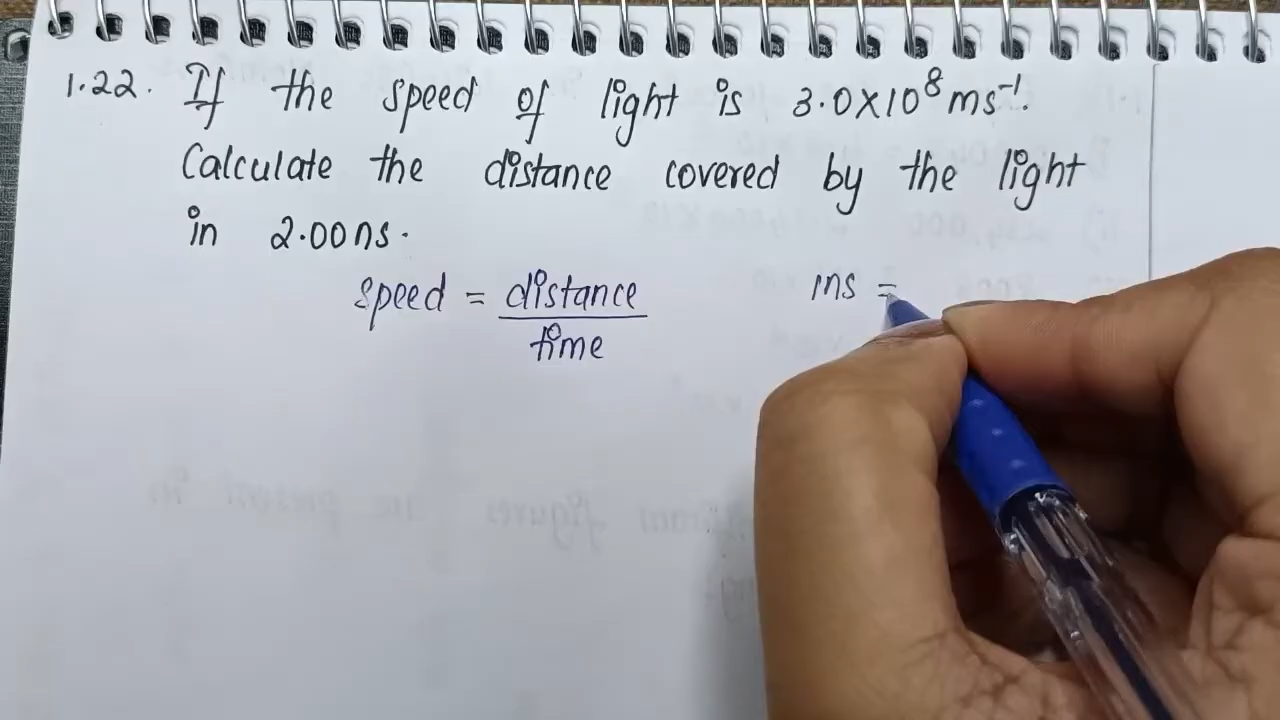 1.22. If the speed of light is 3.0×10⁸ ms⁻¹.
Calculate the distance covered by the light
in 2.00ns.
speed = distance / time
1ns =